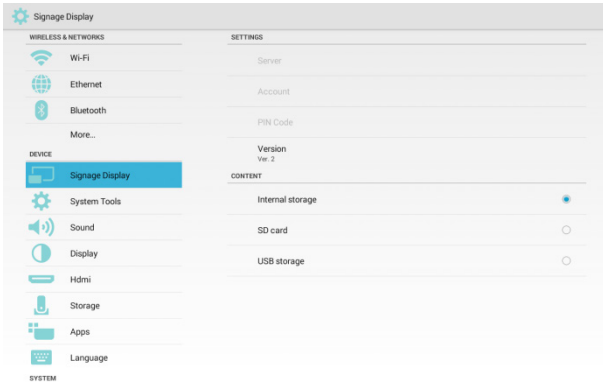 Signage Display
WIRELESS & NETWORKS
Wi-Fi
Ethernet
Bluetooth
More...
DEVICE
Signage Display
System Tools
Sound
Display
Hdmi
Storage
Apps
Language
SYSTEM
SETTINGS
Server
Account
PIN Code
Version
Ver. 2
CONTENT
Internal storage
SD card
USB storage